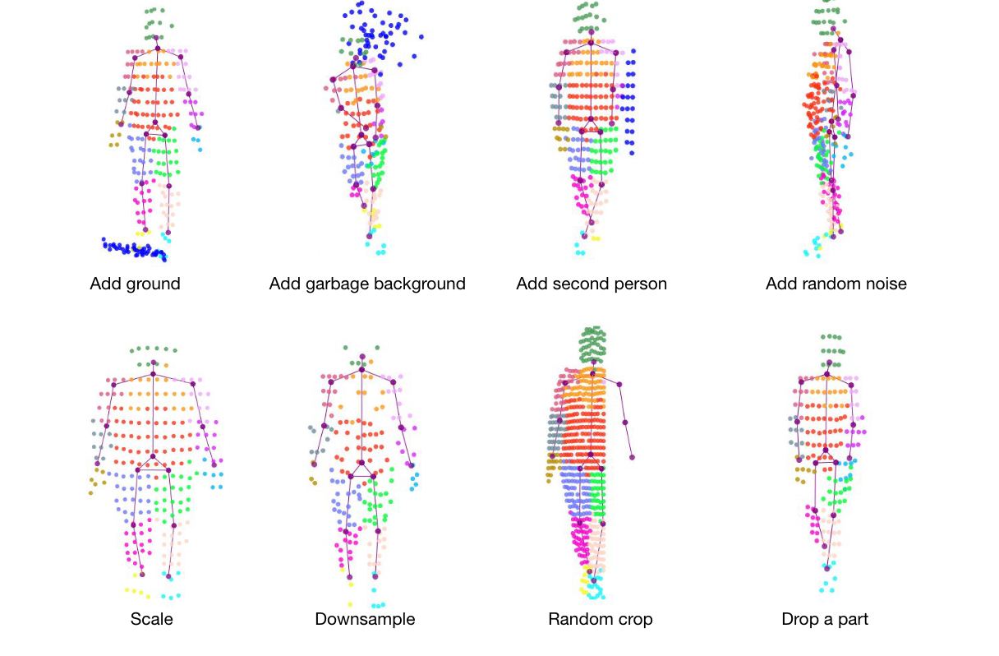 Add ground
Add garbage background
Add second person
Add random noise
Scale
Downsample
Random crop
Drop a part